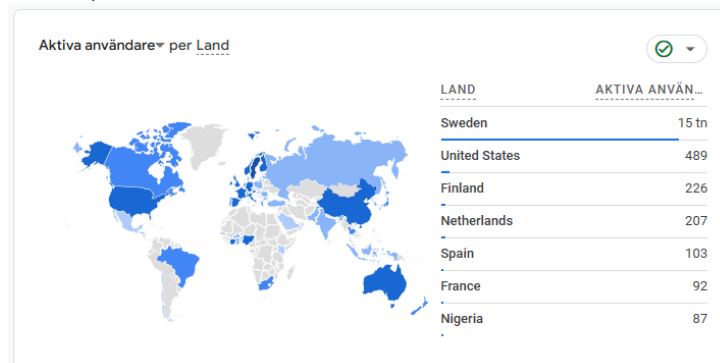 Aktiva användare per Land
LAND AKTIVA ANVÄN...
Sweden 15 tn
United States 489
Finland 226
Netherlands 207
Spain 103
France 92
Nigeria 87